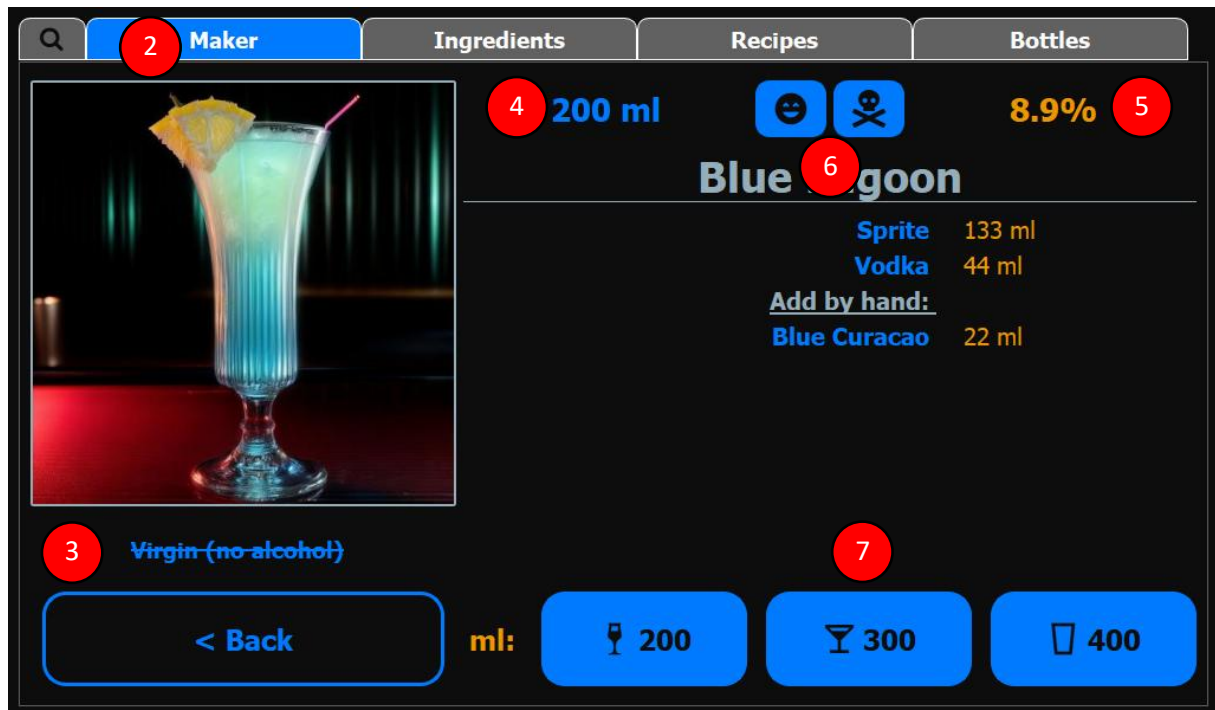 2 Maker Ingredients Recipes Bottles
4 200 ml 8.9% 5
6
Blue goon
Sprite 133 ml
Vodka 44 ml
Add by hand:
Blue Curacao 22 ml
3 Virgin (no alcohol) 7
< Back ml: 200 300 400